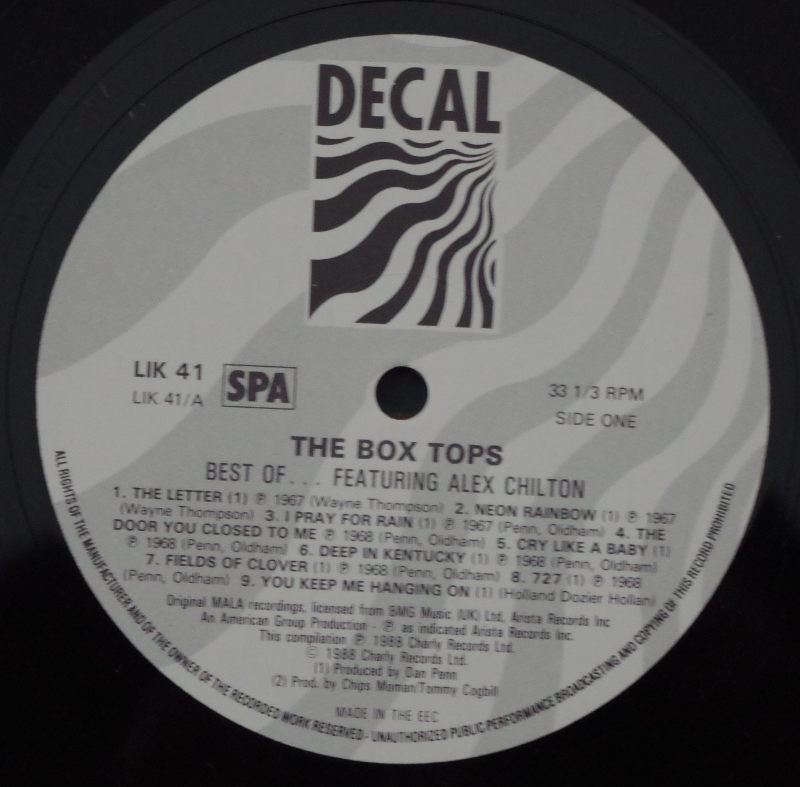 DECAL
LIK 41
LIK 41/A
SPA
33 1/3 RPM
SIDE ONE
THE BOX TOPS
BEST OF... FEATURING ALEX CHILTON
1. THE LETTER (1) ℗ 1967 (Wayne Thompson) 2. NEON RAINBOW (1) ℗ 1967
(Wayne Thompson) 3. I PRAY FOR RAIN (1) ℗ 1967 (Penn, Oldham) 4. THE
DOOR YOU CLOSED TO ME ℗ 1968 (Penn, Oldham) 5. CRY LIKE A BABY (1)
℗ 1968 (Penn, Oldham) 6. DEEP IN KENTUCKY (1) ℗ 1968 (Penn, Oldham)
7. FIELDS OF CLOVER (1) ℗ 1968 (Penn, Oldham) 8. 727 (1) ℗ 1968
(Penn, Oldham) 9. YOU KEEP ME HANGING ON (1) (Holland Dozier Hollan)
Original MALA recordings, licensed from BMG Music (UK) Ltd, Arista Records Inc
An American Group Production - ℗ as indicated Arista Records Inc.
This compilation ℗ 1988 Charly Records Ltd.
© 1988 Charly Records Ltd.
(1) Produced by Dan Penn
(2) Prod. by Chips Moman/Tommy Cogbill
MADE IN THE EEC
ALL RIGHTS OF THE MANUFACTURER AND OF THE OWNER OF THE RECORDED WORK RESERVED - UNAUTHORIZED PUBLIC PERFORMANCE BROADCASTING AND COPYING OF THIS RECORD PROHIBITED